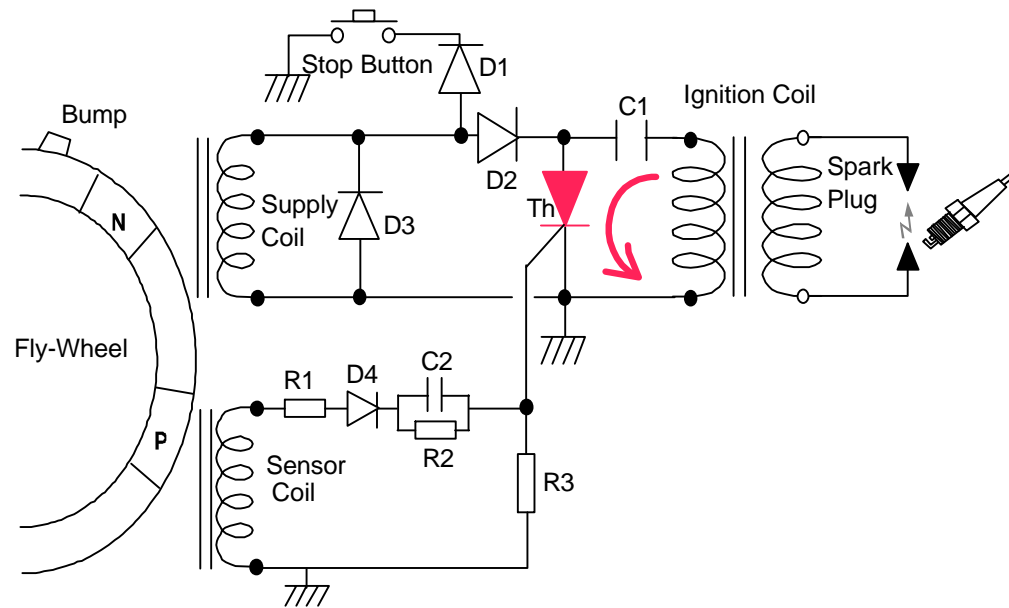 Stop Button
D1
C1
Ignition Coil
Bump
D2
Spark
Plug
N
Supply
Coil
D3
Th
Fly-Wheel
R1
D4
C2
P
R2
Sensor
Coil
R3